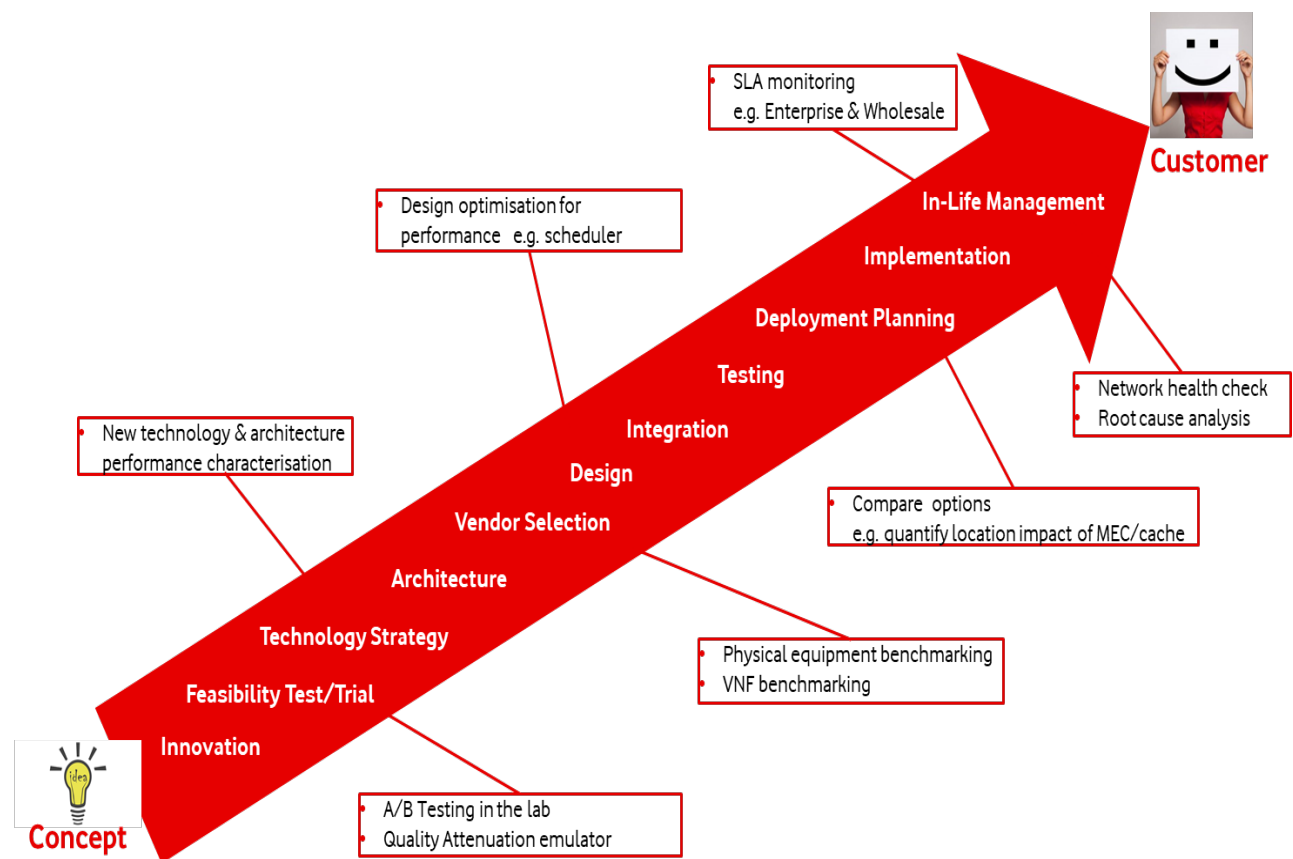 • SLA monitoring
e.g. Enterprise & Wholesale
Customer
• Design optimisation for
performance e.g. scheduler
In-Life Management
Implementation
Deployment Planning
Testing
• Network health check
• Root cause analysis
• New technology & architecture
performance characterisation
Integration
Design
• Compare options
e.g. quantify location impact of MEC/cache
Vendor Selection
Architecture
Technology Strategy
• Physical equipment benchmarking
• VNF benchmarking
Feasibility Test/Trial
Innovation
idea
Concept
• A/B Testing in the lab
• Quality Attenuation emulator